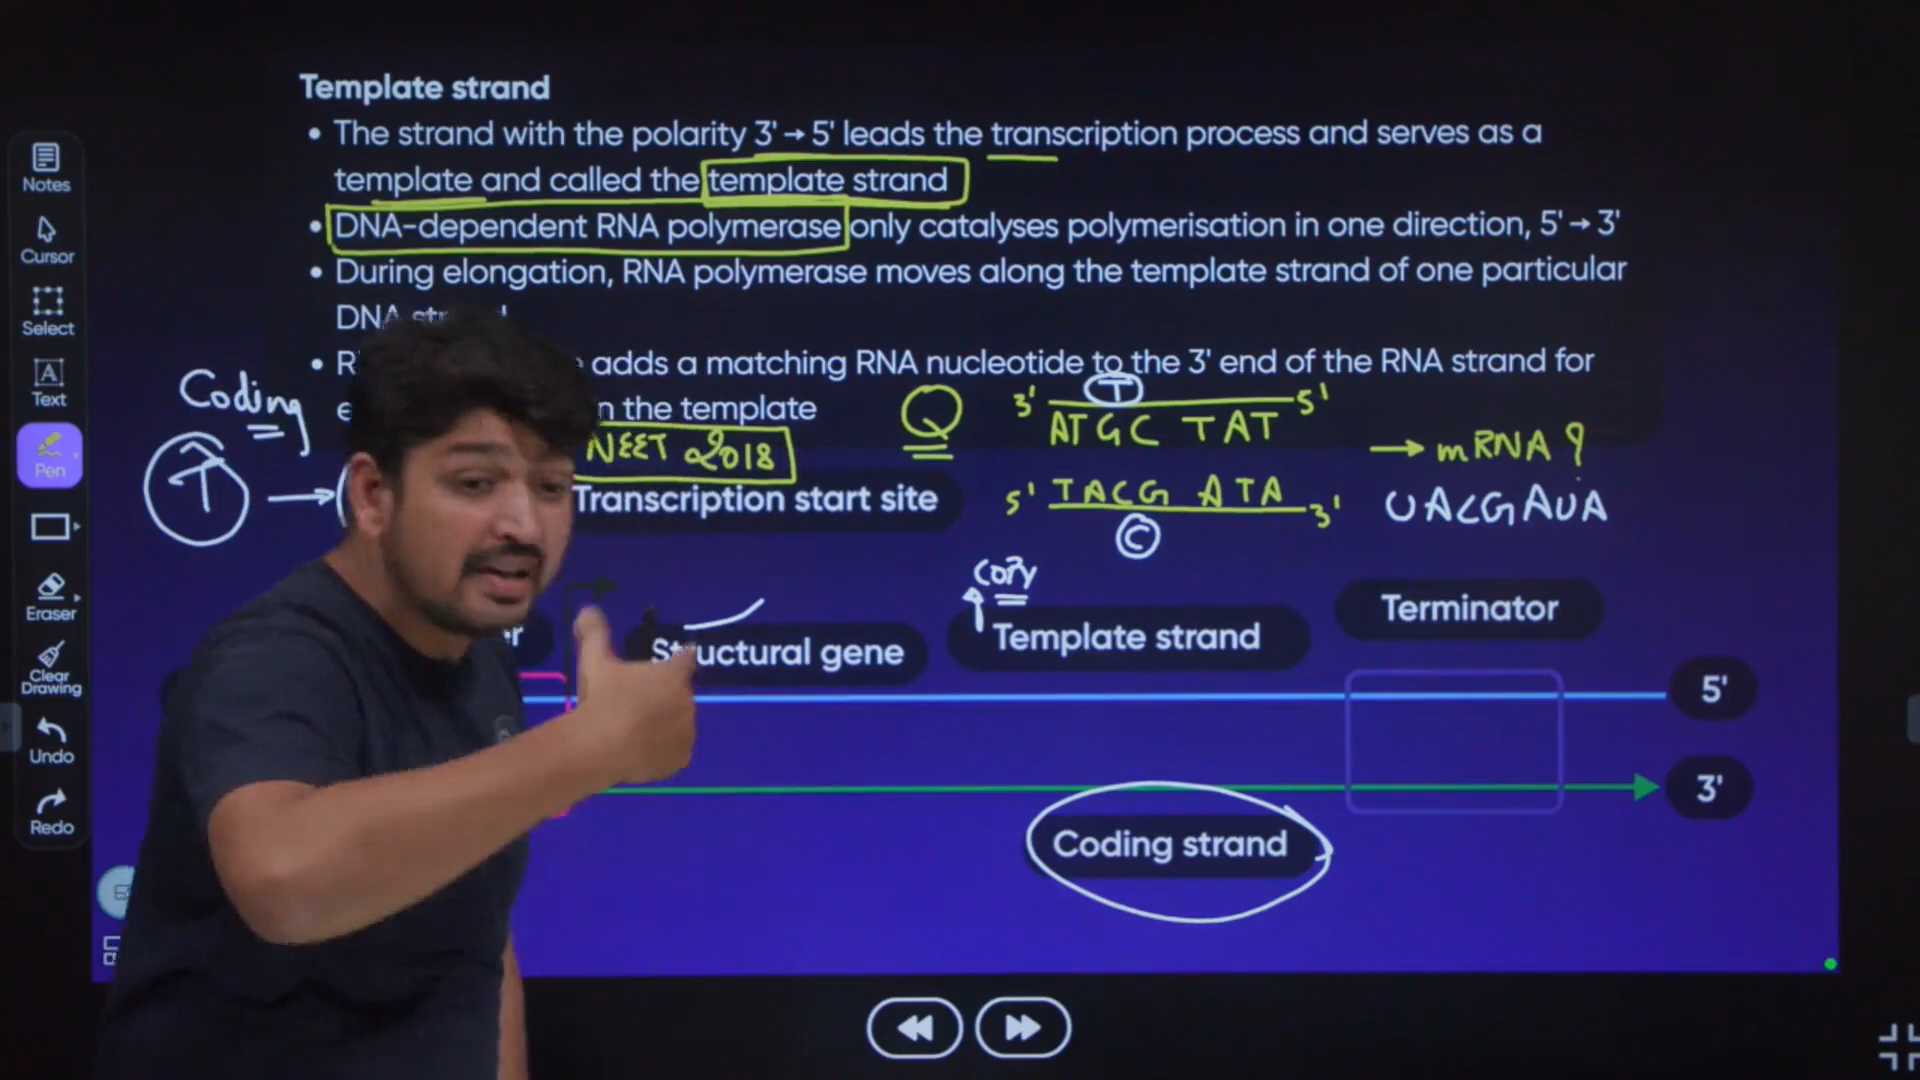 Template strand
• The strand with the polarity 3' → 5' leads the transcription process and serves as a
template and called the template strand
• DNA-dependent RNA polymerase only catalyses polymerisation in one direction, 5' → 3'
• During elongation, RNA polymerase moves along the template strand of one particular
DNA
• adds a matching RNA nucleotide to the 3' end of the RNA strand for
the template
Coding
T →
NEET 2018
Q
T
3' ATGC TAT 5'
→ mRNA ?
5' TACG ATA 3'
UACGAUA
C
Transcription start site
Copy
Structural gene
Template strand
Terminator
5'
3'
Coding strand
Notes
Cursor
Select
Text
Pen
Eraser
Clear
Drawing
Undo
Redo